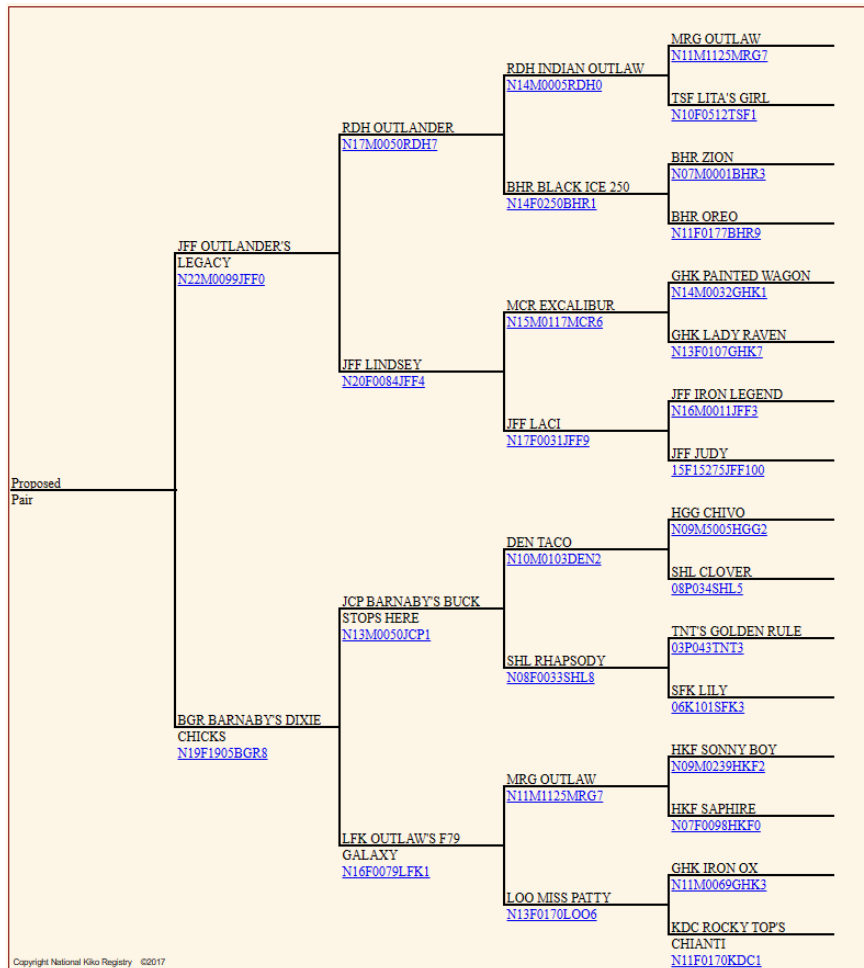 MRG OUTLAW
N11M1125MRG7
RDH INDIAN OUTLAW
N14M0005RDH0
TSF LITA'S GIRL
N10F0512TSF1
RDH OUTLANDER
N17M0050RDH7
BHR ZION
N07M0001BHR3
BHR BLACK ICE 250
N14F0250BHR1
BHR OREO
N11F0177BHR9
JFF OUTLANDER'S
LEGACY
N22M0099JFF0
GHK PAINTED WAGON
N14M0032GHK1
MCR EXCALIBUR
N15M0117MCR6
GHK LADY RAVEN
N13F0107GHK7
JFF LINDSEY
N20F0084JFF4
JFF IRON LEGEND
N16M0011JFF3
JFF LACI
N17F0031JFF9
JFF JUDY
15F15275JFF100
Proposed
Pair
HGG CHIVO
N09M5005HGG2
DEN TACO
N10M0103DEN2
SHL CLOVER
08P034SHL5
JCP BARNABY'S BUCK
STOPS HERE
N13M0050JCP1
TNT'S GOLDEN RULE
03P043TNT3
SHL RHAPSODY
N08F0033SHL8
SFK LILY
06K101SFK3
BGR BARNABY'S DIXIE
CHICKS
N19F1905BGR8
HKF SONNY BOY
N09M0239HKF2
MRG OUTLAW
N11M1125MRG7
HKF SAPHIRE
N07F0098HKF0
LFK OUTLAW'S F79
GALAXY
N16F0079LFK1
GHK IRON OX
N11M0069GHK3
LOO MISS PATTY
N13F0170LOO6
KDC ROCKY TOP'S
CHIANTI
N11F0170KDC1
Copyright National Kiko Registry ©2017